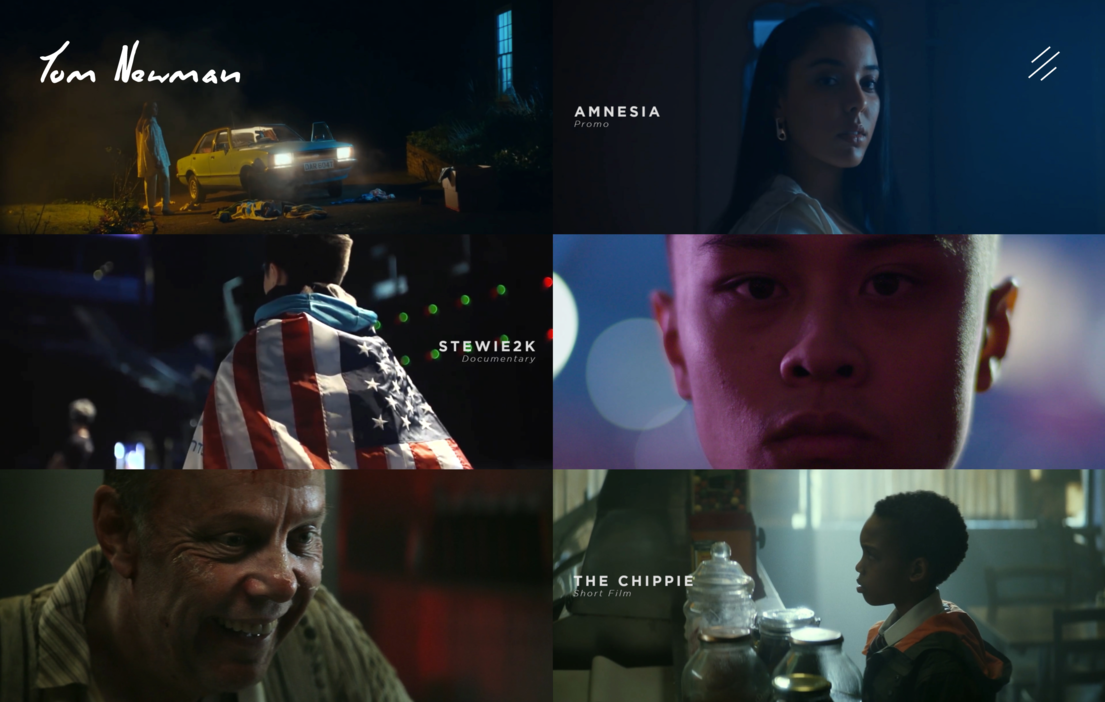 Tom Newman
AMNESIA
Promo
STEWIE2K
Documentary
THE CHIPPIE
Short Film